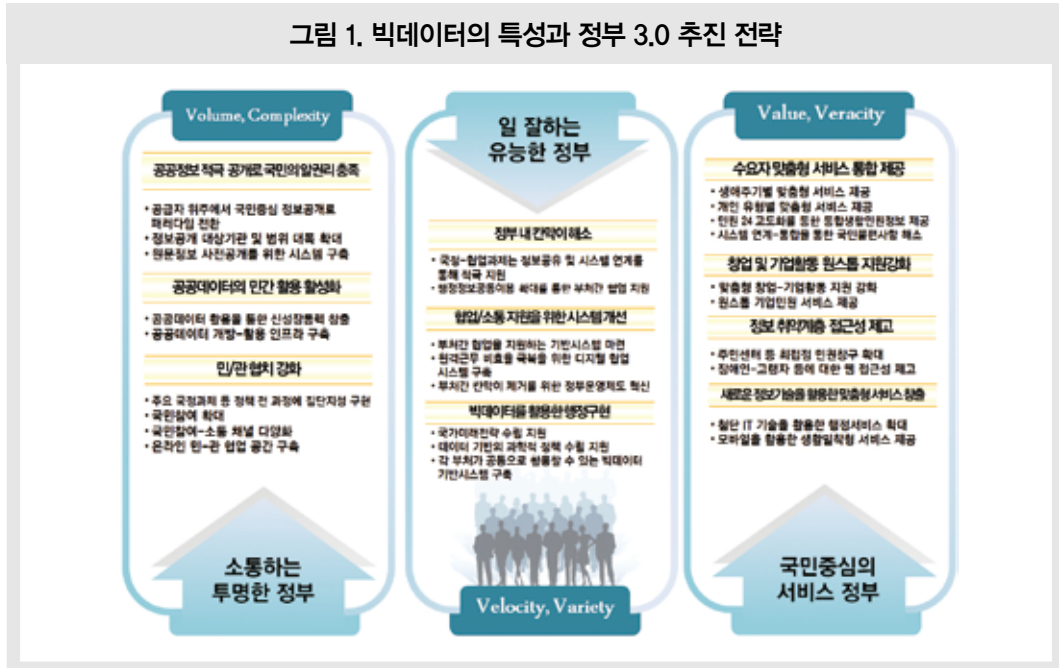 그림 1. 빅데이터의 특성과 정부 3.0 추진 전략
Volume, Complexity
공공정보 적극 공개로 국민의 알권리 충족
• 공급자 위주에서 국민중심 정보공개로
패러다임 전환
• 정보공개 대상기관 및 범위 대폭 확대
• 원문정보 사전공개를 위한 시스템 구축
공공데이터의 민간 활용 활성화
• 공공데이터 활용을 통한 신성장동력 창출
• 공공데이터 개방-활용 인프라 구축
민/관 협치 강화
• 주요 국정과제 등 정책 전 과정에 집단지성 구현
• 국민참여 확대
• 국민참여-소통 채널 다양화
• 온라인 민-관 협업 공간 구축
소통하는
투명한 정부
일 잘하는
유능한 정부
정부 내 칸막이 해소
• 국정-협업과제는 정보공유 및 시스템 연계를
통해 적극 지원
• 행정정보공동이용 확대를 통한 부처간 협업 지원
협업/소통 지원을 위한 시스템 개선
• 부처간 협업을 지원하는 기반시스템 마련
• 원격근무 비효율 극복을 위한 디지털 협업
시스템 구축
• 부처간 칸막이 제거를 위한 정부운영제도 혁신
빅데이터를 활용한 행정구현
• 국가미래전략 수립 지원
• 데이터 기반의 과학적 정책 수립 지원
• 각 부처가 공통으로 활용할 수 있는 빅데이터
기반시스템 구축
Velocity, Variety
Value, Veracity
수요자 맞춤형 서비스 통합 제공
• 생애주기별 맞춤형 서비스 제공
• 개인 유형별 맞춤형 서비스 제공
• 민원 24 고도화를 통한 통합생활민원정보 제공
• 시스템 연계-통합을 통한 국민불편사항 해소
창업 및 기업활동 원스톱 지원강화
• 맞춤형 창업-기업활동 지원 강화
• 원스톱 기업민원 서비스 제공
정보 취약계층 접근성 제고
• 주민센터 등 최접점 민원창구 확대
• 장애인-고령자 등에 대한 웹 접근성 제고
새로운 정보기술을 활용한 맞춤형 서비스 창출
• 첨단 IT 기술을 활용한 행정서비스 확대
• 모바일을 활용한 생활밀착형 서비스 제공
국민중심의
서비스 정부